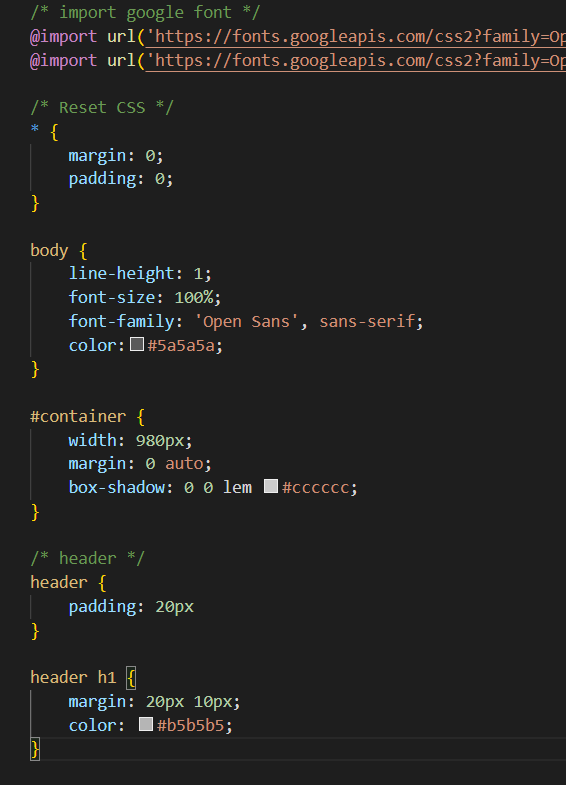 /* import google font */
@import url('https://fonts.googleapis.com/css2?family=Op
@import url('https://fonts.googleapis.com/css2?family=Op
/* Reset CSS */
* {
margin: 0;
padding: 0;
}
body {
line-height: 1;
font-size: 100%;
font-family: 'Open Sans', sans-serif;
color: #5a5a5a;
}
#container {
width: 980px;
margin: 0 auto;
box-shadow: 0 0 lem #cccccc;
}
/* header */
header {
padding: 20px
}
header h1 {
margin: 20px 10px;
color: #b5b5b5;
}